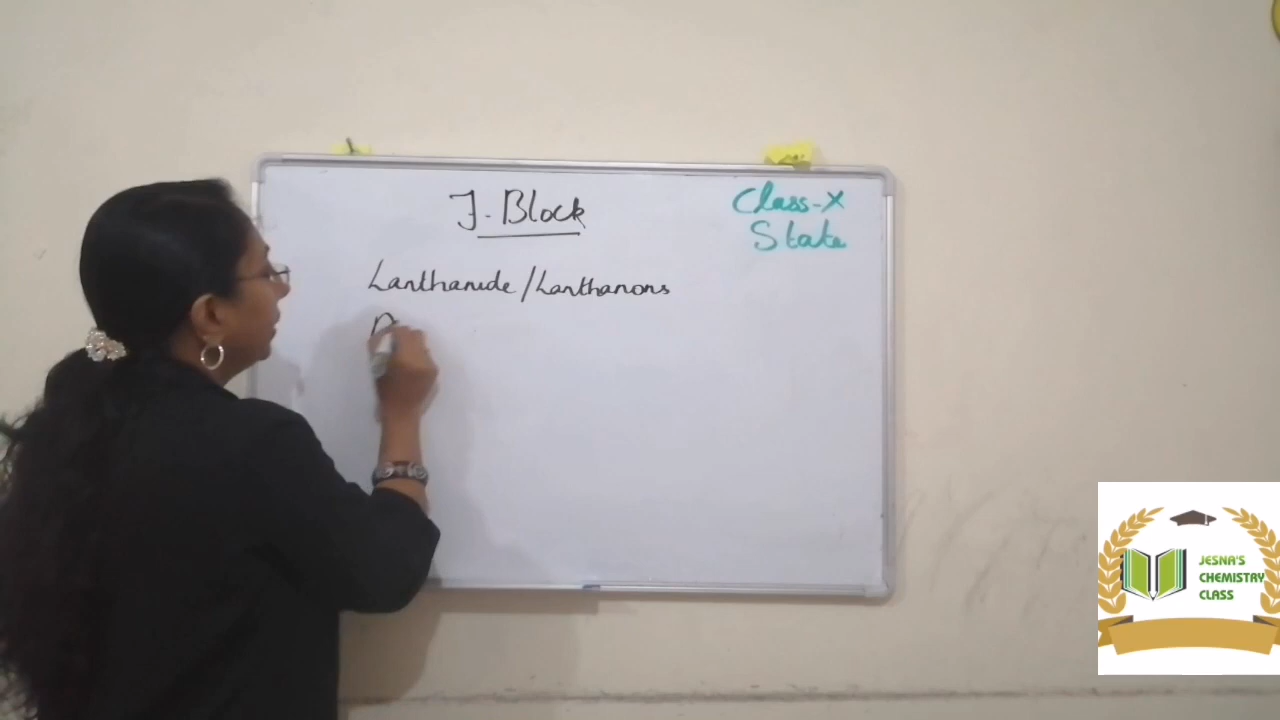 F-Block
Class-X
State
Lanthanide/Lanthanons
JESNA'S
CHEMISTRY
CLASS